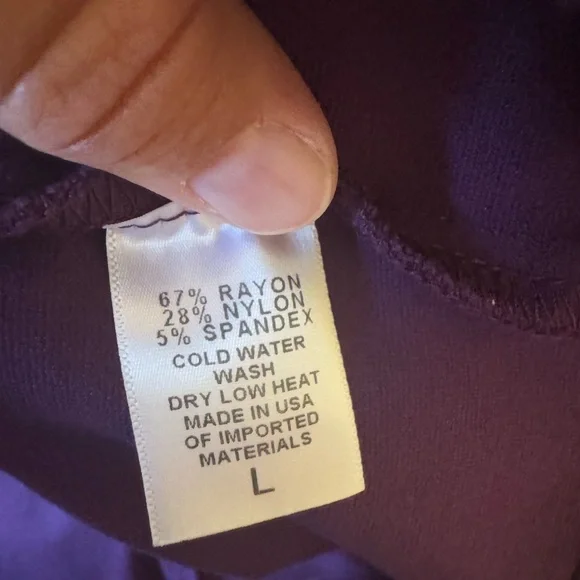 67% RAYON
28% NYLON
5% SPANDEX
COLD WATER
WASH
DRY LOW HEAT
MADE IN USA
OF IMPORTED
MATERIALS
L